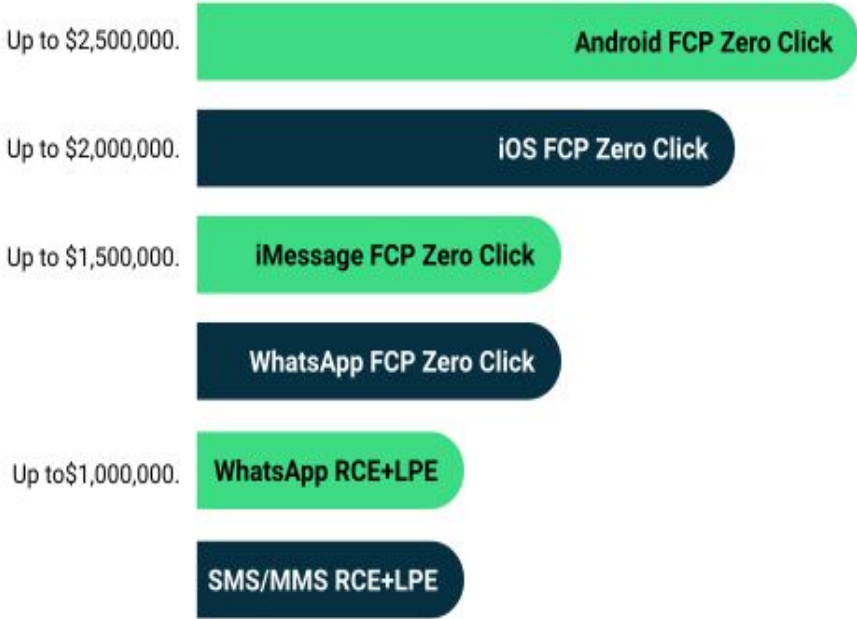 Up to $2,500,000.
Android FCP Zero Click
Up to $2,000,000.
iOS FCP Zero Click
Up to $1,500,000.
iMessage FCP Zero Click
WhatsApp FCP Zero Click
Up to$1,000,000.
WhatsApp RCE+LPE
SMS/MMS RCE+LPE